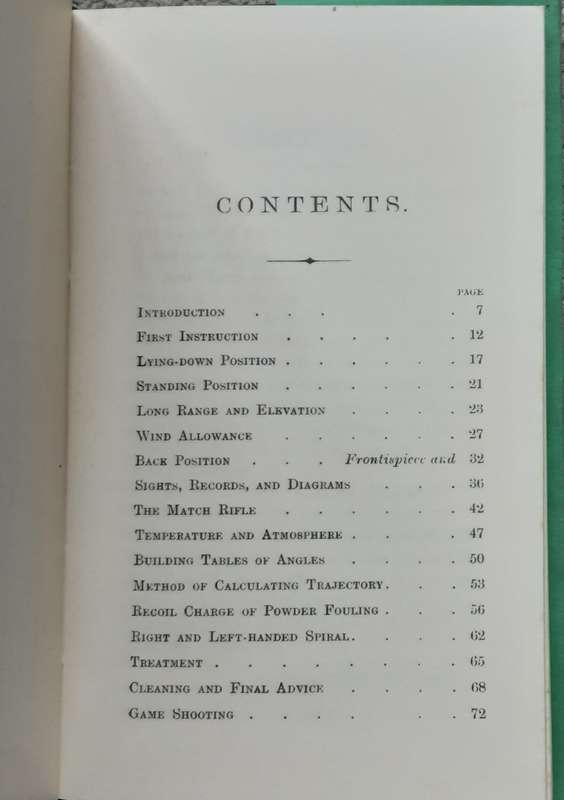 CONTENTS.
PAGE
INTRODUCTION . . . . 7
FIRST INSTRUCTION . . . . . 12
LYING-DOWN POSITION . . . . . . 17
STANDING POSITION . . . . . . 21
LONG RANGE AND ELEVATION . . . . 23
WIND ALLOWANCE . . . . . . 27
BACK POSITION . . . Frontispiece and 32
SIGHTS, RECORDS, AND DIAGRAMS . . . 36
THE MATCH RIFLE . . . . . . 42
TEMPERATURE AND ATMOSPHERE . . . . 47
BUILDING TABLES OF ANGLES . . . . 50
METHOD OF CALCULATING TRAJECTORY . . . 53
RECOIL CHARGE OF POWDER FOULING . . . 56
RIGHT AND LEFT-HANDED SPIRAL . . . . 62
TREATMENT . . . . . . . . 65
CLEANING AND FINAL ADVICE . . . . 68
GAME SHOOTING . . . . . . 72